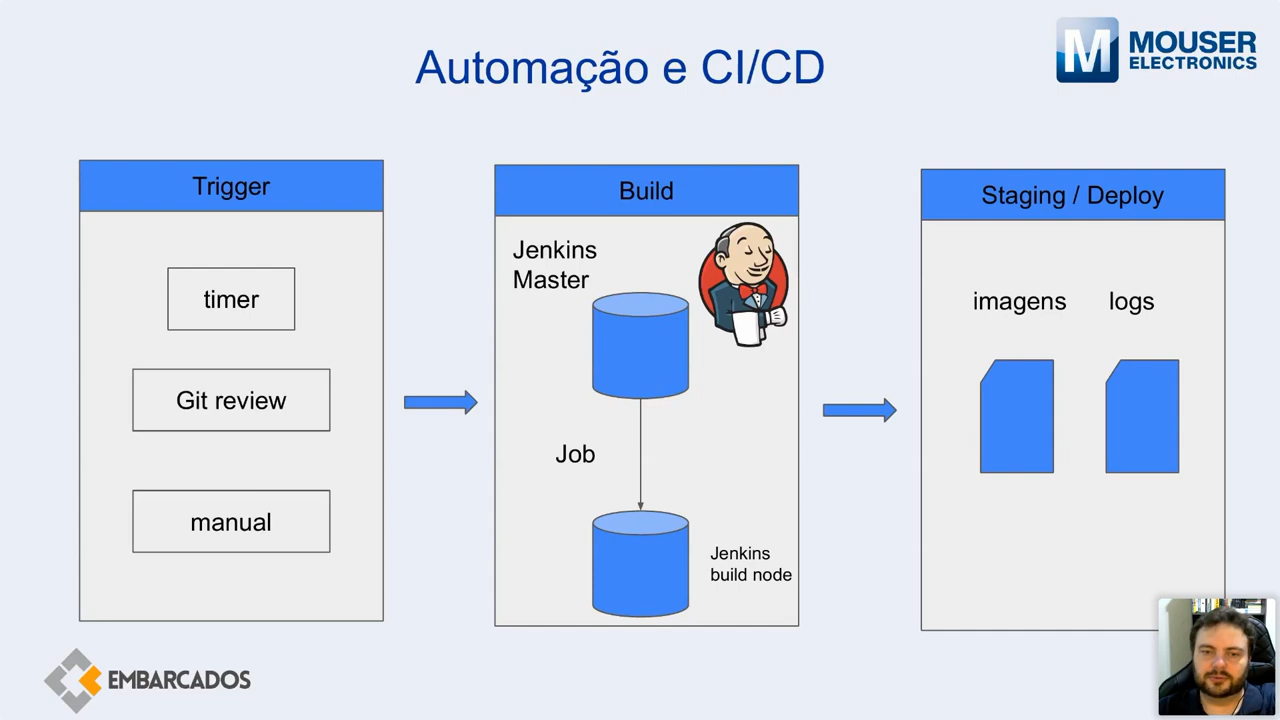 Automação e CI/CD
M MOUSER
ELECTRONICS
Trigger
timer
Git review
manual
Build
Jenkins
Master
Job
Jenkins
build node
Staging / Deploy
imagens logs
EMBARCADOS